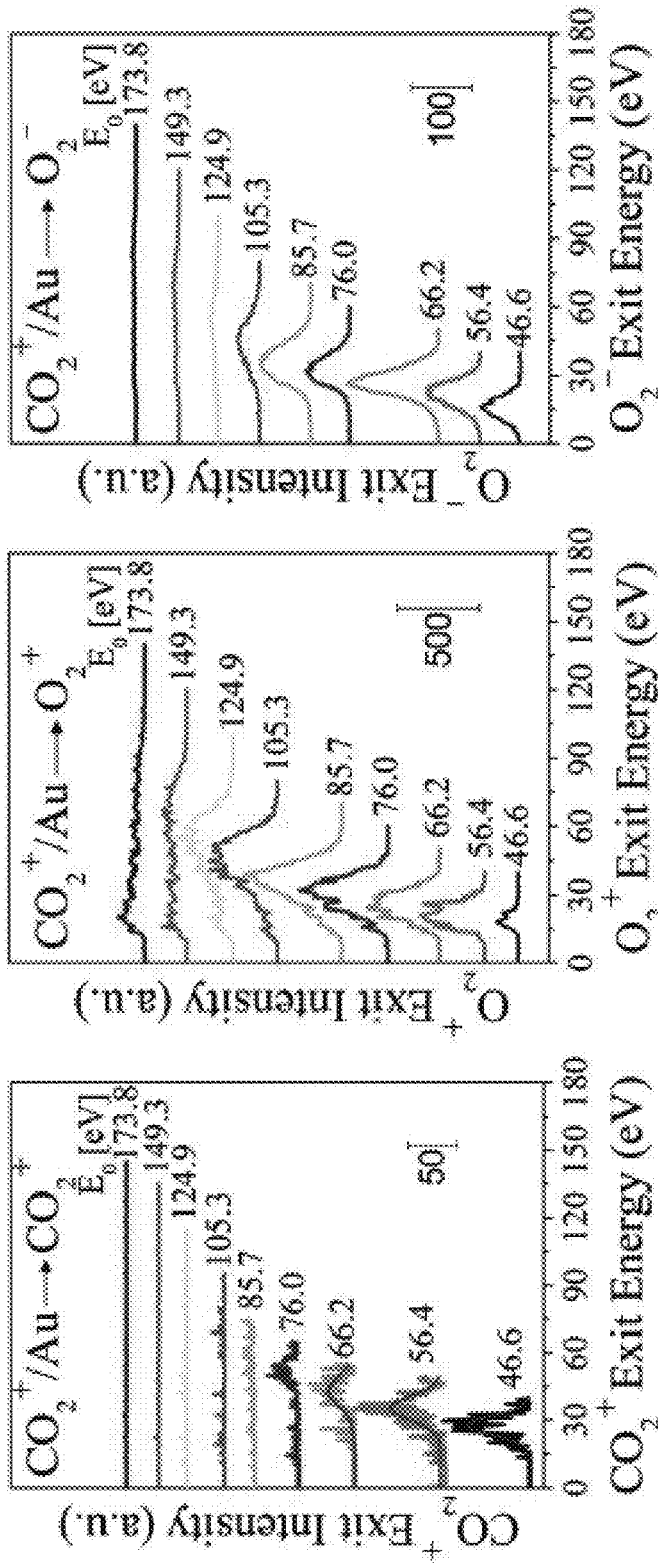 CO₂⁺/Au → CO₂⁺
E₀ [eV]
173.8
149.3
124.9
105.3
85.7
76.0
66.2
56.4
46.6
50
CO₂⁺ Exit Intensity (a.u.)
0 30 60 90 120 150 180
CO₂⁺ Exit Energy (eV)
CO₂⁺/Au → O₂⁺
E₀ [eV]
173.8
149.3
124.9
105.3
85.7
76.0
66.2
56.4
46.6
500
O₂⁺ Exit Intensity (a.u.)
0 30 60 90 120 150 180
O₂⁺ Exit Energy (eV)
CO₂⁺/Au → O₂⁻
E₀ [eV]
173.8
149.3
124.9
105.3
85.7
76.0
66.2
56.4
46.6
100
O₂⁻ Exit Intensity (a.u.)
0 30 60 90 120 150 180
O₂⁻ Exit Energy (eV)